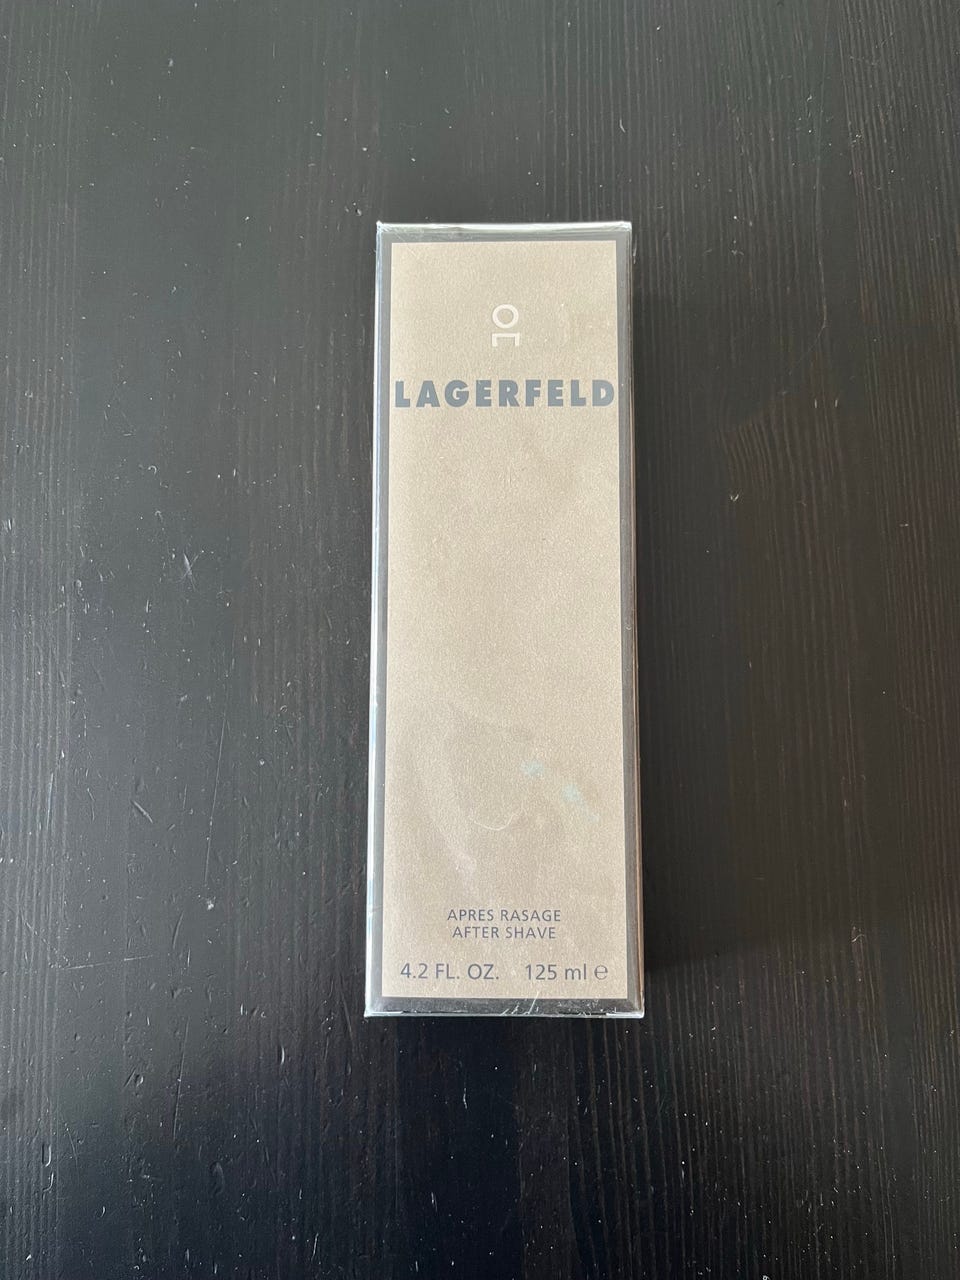 LAGERFELD
APRES RASAGE
AFTER SHAVE
4.2 FL. OZ. 125 ml ℮